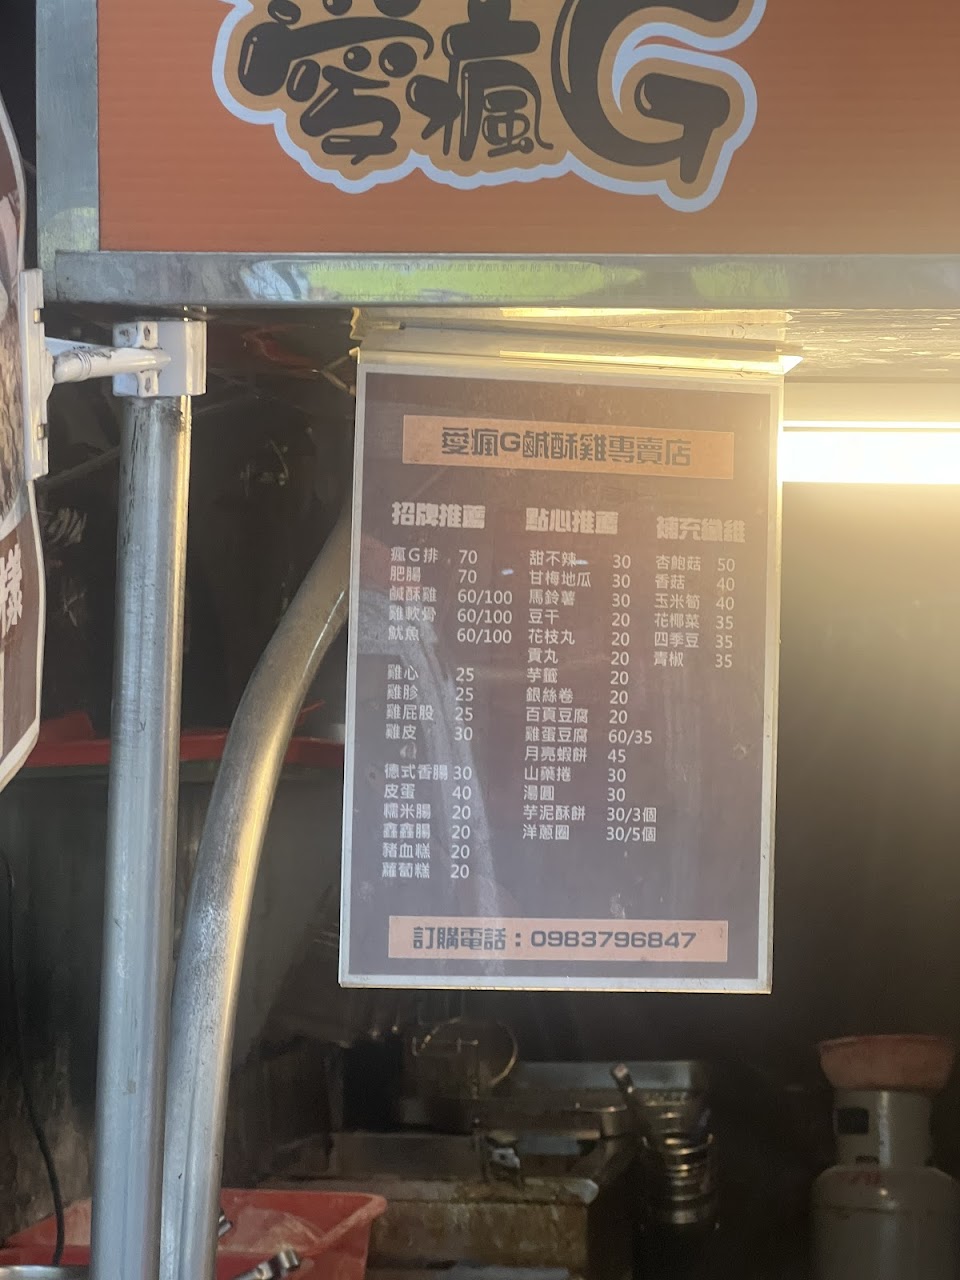 愛瘋G
愛瘋G鹹酥雞專賣店
招牌推薦
瘋G排 70
肥腸 70
鹹酥雞 60/100
雞軟骨 60/100
魷魚 60/100
雞心 25
雞胗 25
雞屁股 25
雞皮 30
德式香腸 30
皮蛋 40
糯米腸 20
鑫鑫腸 20
豬血糕 20
蘿蔔糕 20
點心推薦
甜不辣 30
甘梅地瓜 30
馬鈴薯 30
豆干 20
花枝丸 20
貢丸 20
芋籤 20
銀絲卷 20
百頁豆腐 20
雞蛋豆腐 60/35
月亮蝦餅 45
山藥捲 30
湯圓 30
芋泥酥餅 30/3個
洋蔥圈 30/5個
補充纖維
杏鮑菇 50
香菇 40
玉米筍 40
花椰菜 35
四季豆 35
青椒 35
訂購電話：0983796847
樣